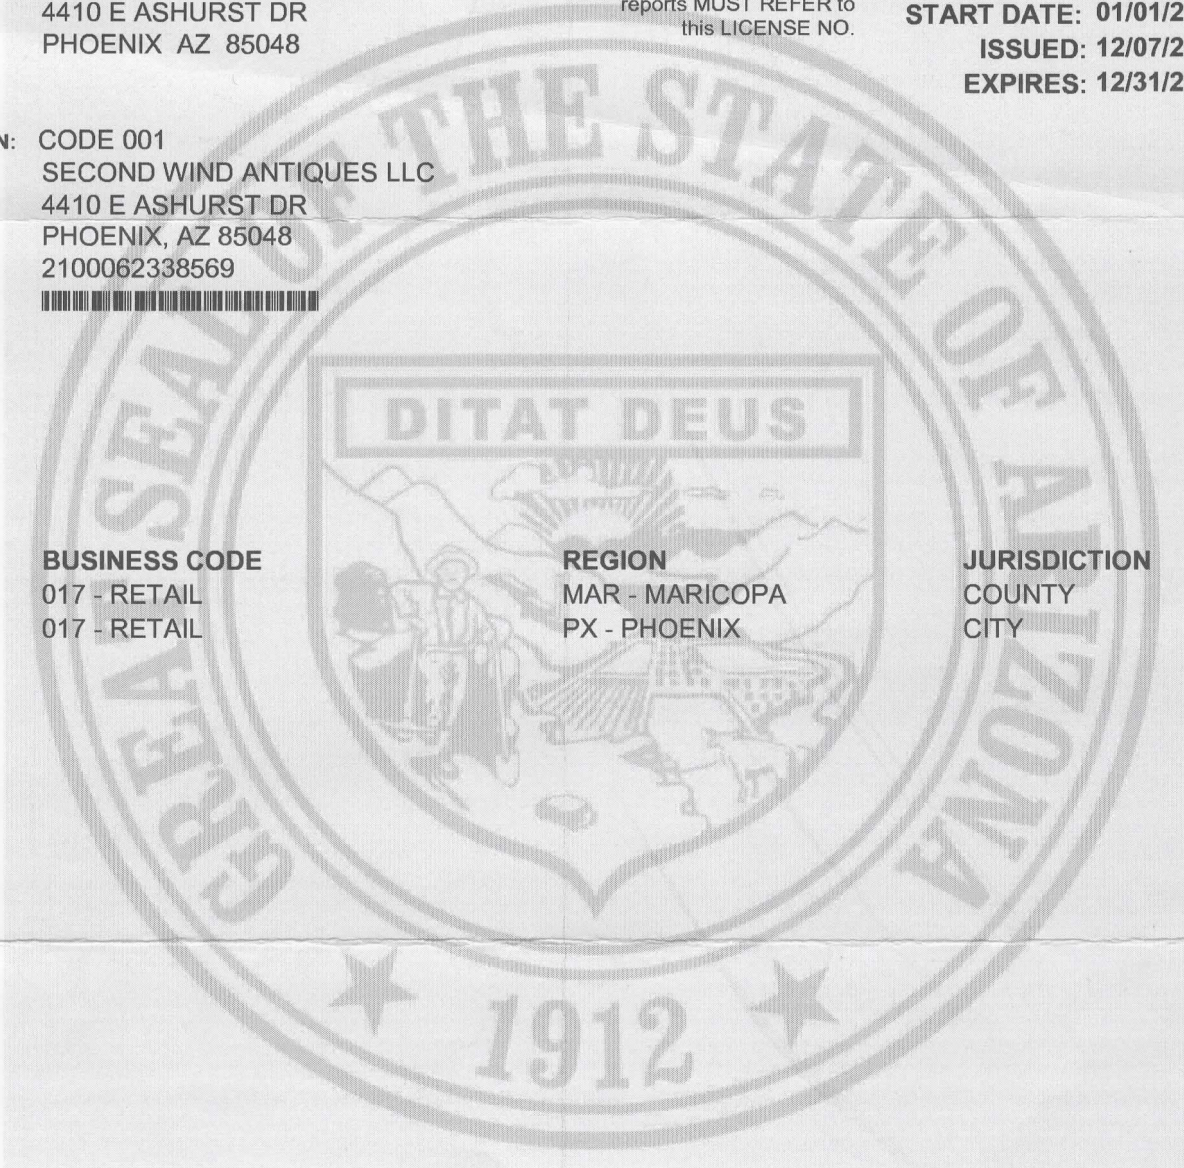 4410 E ASHURST DR
PHOENIX AZ 85048
reports MUST REFER to
this LICENSE NO.
START DATE: 01/01/2
ISSUED: 12/07/2
EXPIRES: 12/31/2
N: CODE 001
SECOND WIND ANTIQUES LLC
4410 E ASHURST DR
PHOENIX, AZ 85048
2100062338569
GREAT SEAL OF THE STATE OF ARIZONA
DITAT DEUS
BUSINESS CODE REGION JURISDICTION
017 - RETAIL MAR - MARICOPA COUNTY
017 - RETAIL PX - PHOENIX CITY
1912